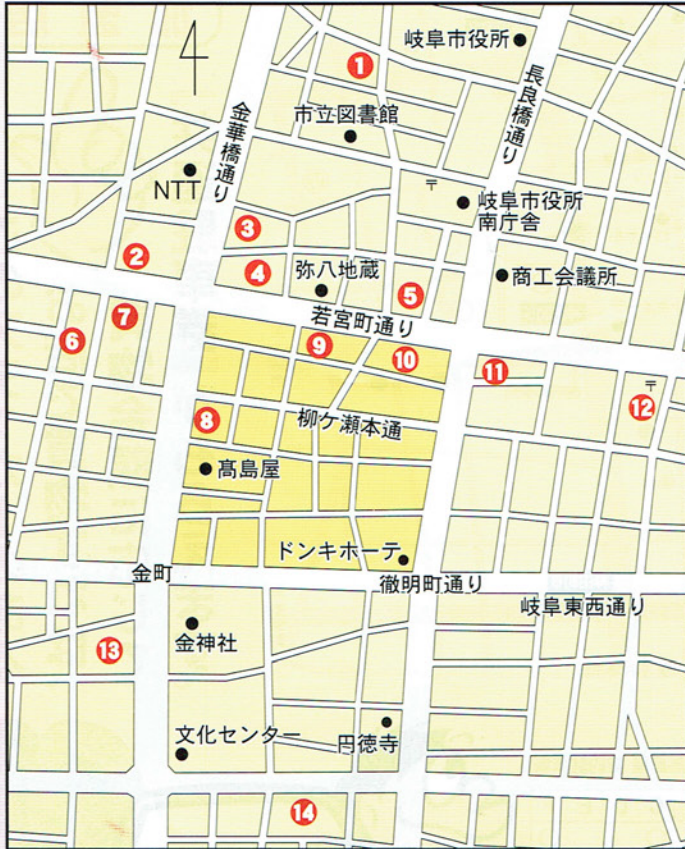 岐阜市役所
1
長良橋通り
金華橋通り
市立図書館
NTT
〒
岐阜市役所
南庁舎
3
2
4
弥八地蔵
5
商工会議所
7
6
若宮町通り
9
10
11
〒
12
8
柳ケ瀬本通
髙島屋
ドンキホーテ
金町
徹明町通り
岐阜東西通り
金神社
13
文化センター
円徳寺
14